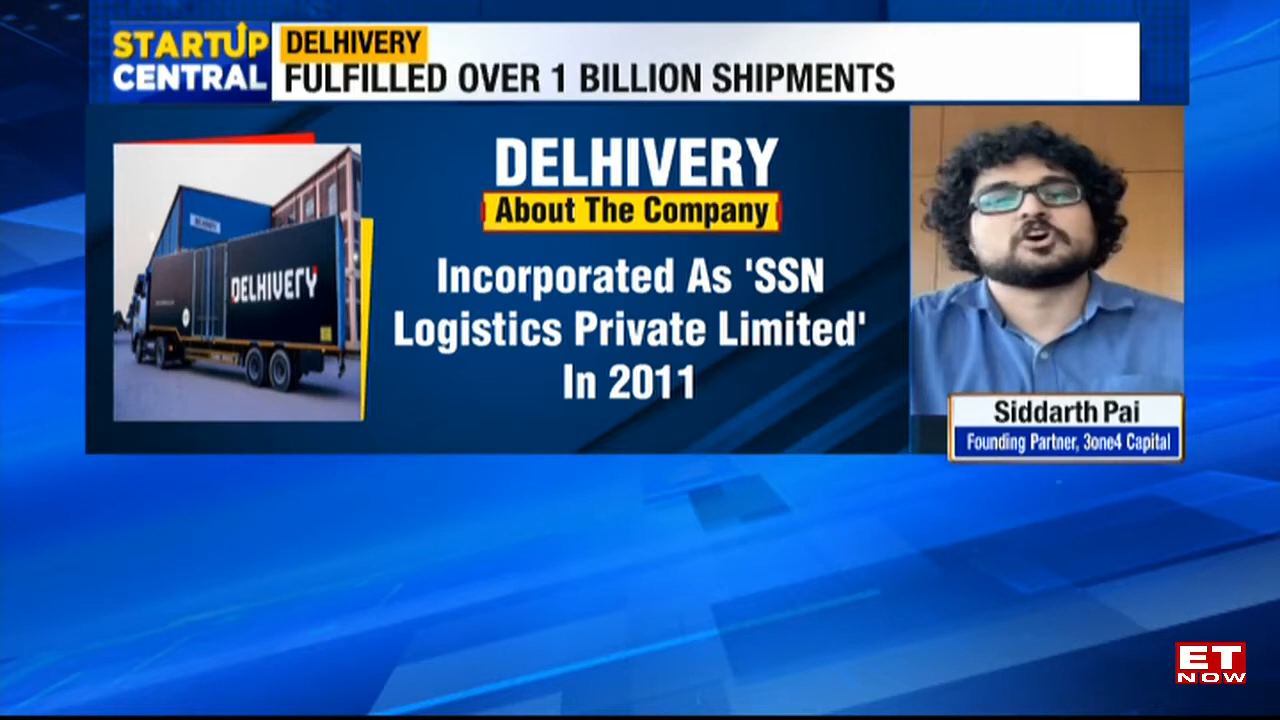 STARTUP
CENTRAL
DELHIVERY
FULFILLED OVER 1 BILLION SHIPMENTS
DELHIVERY
About The Company
Incorporated As 'SSN
Logistics Private Limited'
In 2011
DELHIVERY
Siddarth Pai
Founding Partner, 3one4 Capital
ET
NOW